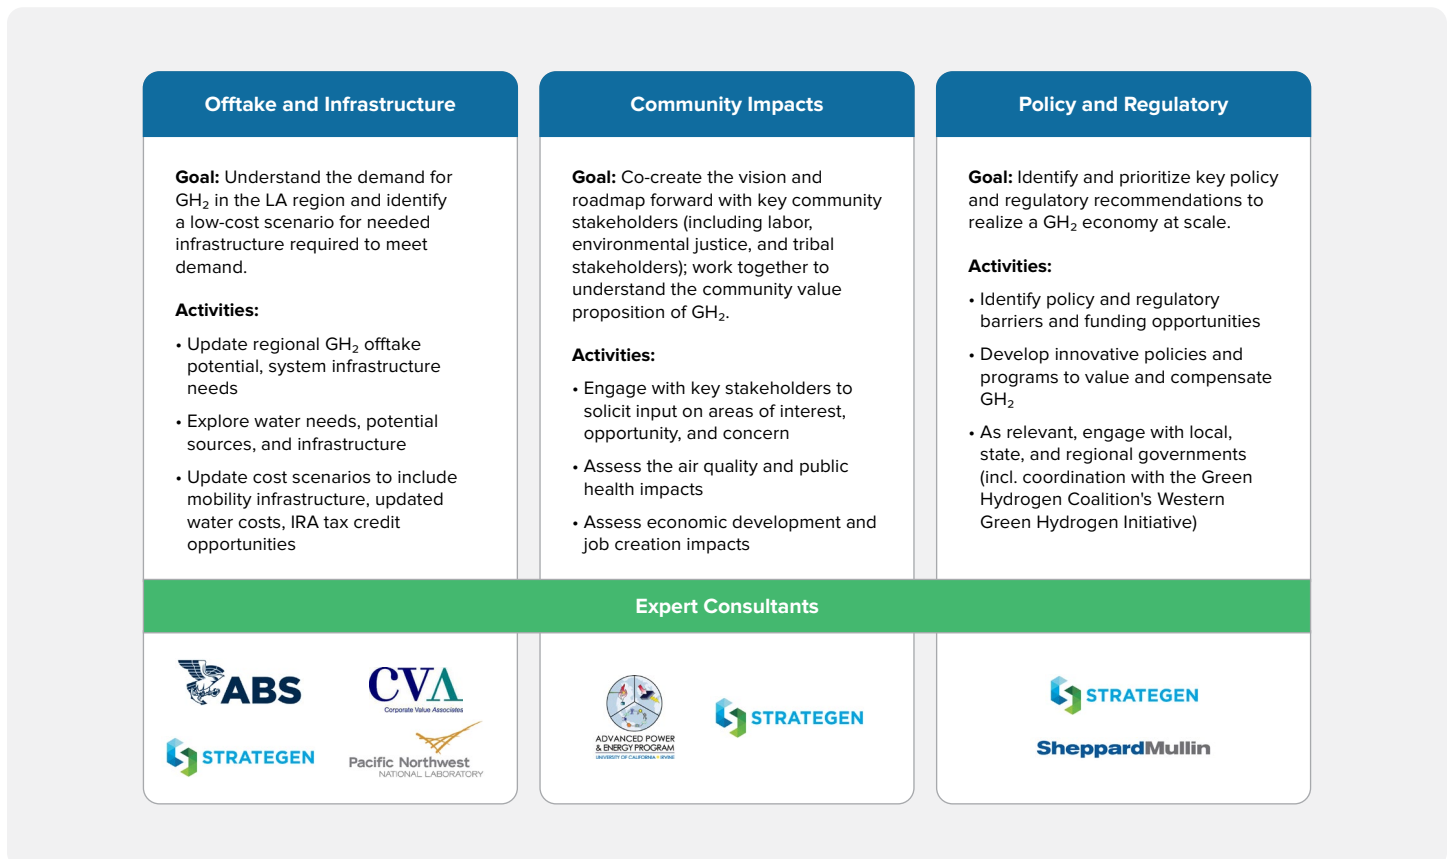 Offtake and Infrastructure
Goal: Understand the demand for
GH₂ in the LA region and identify
a low-cost scenario for needed
infrastructure required to meet
demand.
Activities:
• Update regional GH₂ offtake
potential, system infrastructure
needs
• Explore water needs, potential
sources, and infrastructure
• Update cost scenarios to include
mobility infrastructure, updated
water costs, IRA tax credit
opportunities
Community Impacts
Goal: Co-create the vision and
roadmap forward with key community
stakeholders (including labor,
environmental justice, and tribal
stakeholders); work together to
understand the community value
proposition of GH₂.
Activities:
• Engage with key stakeholders to
solicit input on areas of interest,
opportunity, and concern
• Assess the air quality and public
health impacts
• Assess economic development and
job creation impacts
Policy and Regulatory
Goal: Identify and prioritize key policy
and regulatory recommendations to
realize a GH₂ economy at scale.
Activities:
• Identify policy and regulatory
barriers and funding opportunities
• Develop innovative policies and
programs to value and compensate
GH₂
• As relevant, engage with local,
state, and regional governments
(incl. coordination with the Green
Hydrogen Coalition's Western
Green Hydrogen Initiative)
Expert Consultants
ABS
CVA
Corporate Value Associates
STRATEGEN
Pacific Northwest
NATIONAL LABORATORY
ADVANCED POWER
& ENERGY PROGRAM
UNIVERSITY OF CALIFORNIA • IRVINE
STRATEGEN
STRATEGEN
SheppardMullin